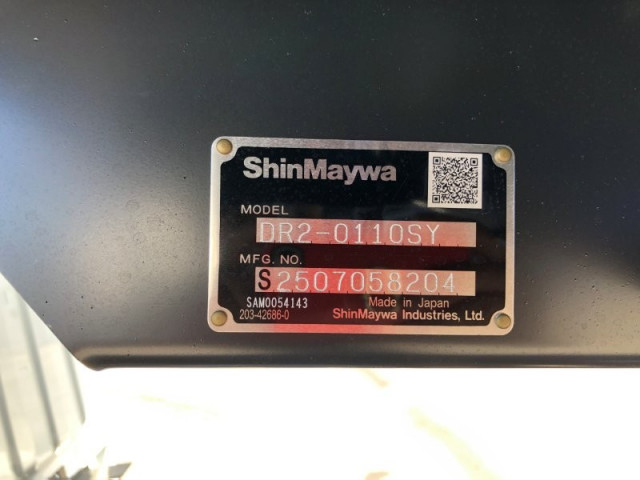 ShinMaywa
MODEL
DR2-0110SY
MFG. NO.
S2507058204
SAM0054143
Made in Japan
203-42686-0
ShinMaywa Industries, Ltd.